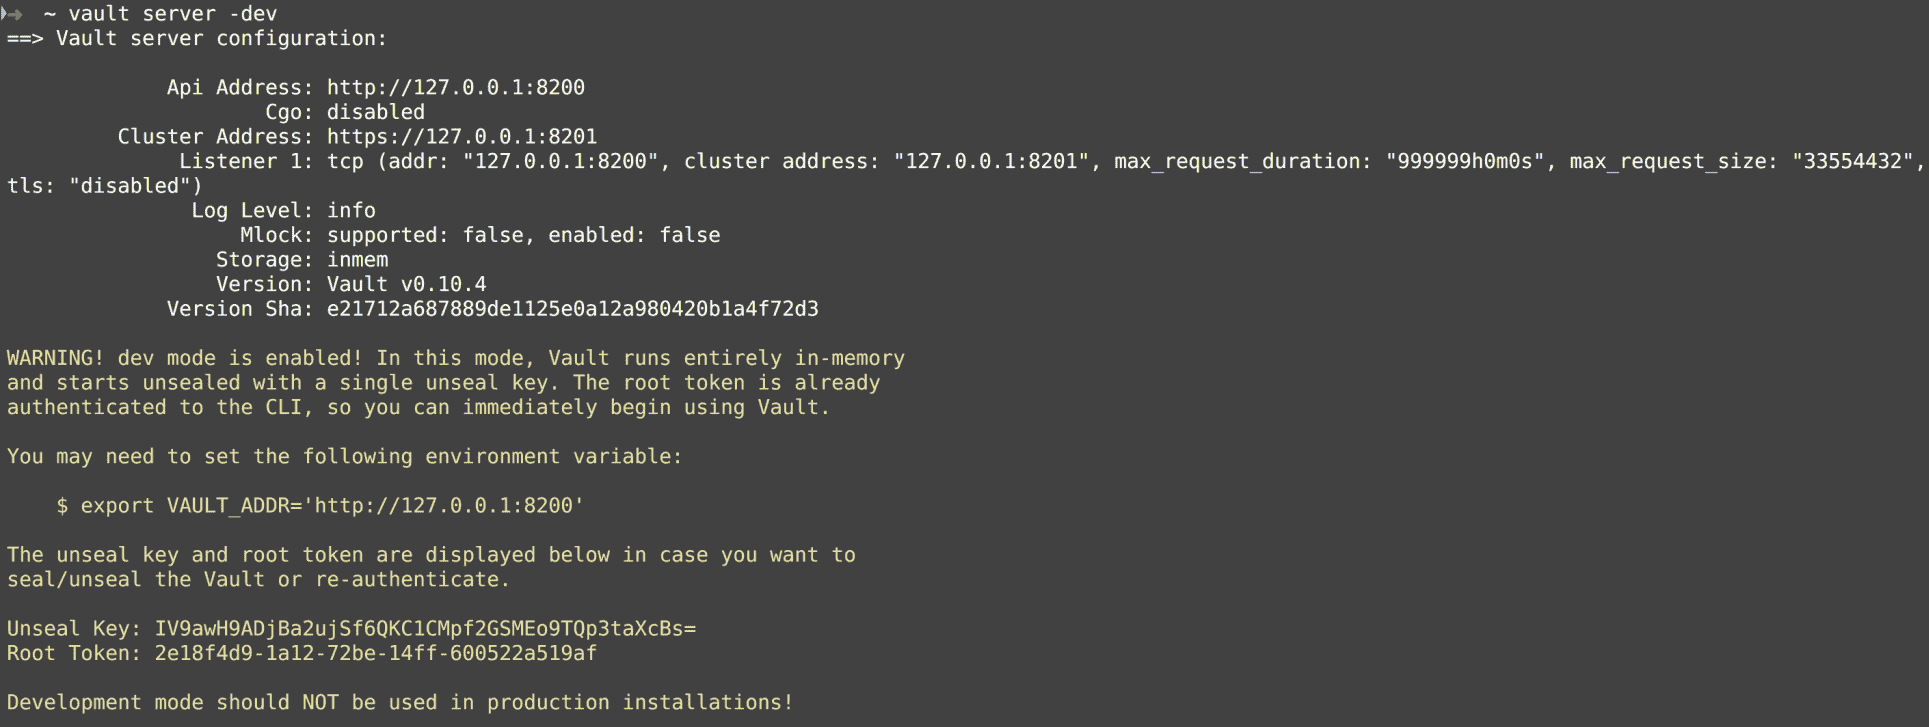 ~ vault server -dev
==> Vault server configuration:
Api Address: http://127.0.0.1:8200
Cgo: disabled
Cluster Address: https://127.0.0.1:8201
Listener 1: tcp (addr: "127.0.0.1:8200", cluster address: "127.0.0.1:8201", max_request_duration: "999999h0m0s", max_request_size: "33554432",
tls: "disabled")
Log Level: info
Mlock: supported: false, enabled: false
Storage: inmem
Version: Vault v0.10.4
Version Sha: e21712a687889de1125e0a12a980420b1a4f72d3
WARNING! dev mode is enabled! In this mode, Vault runs entirely in-memory
and starts unsealed with a single unseal key. The root token is already
authenticated to the CLI, so you can immediately begin using Vault.
You may need to set the following environment variable:
$ export VAULT_ADDR='http://127.0.0.1:8200'
The unseal key and root token are displayed below in case you want to
seal/unseal the Vault or re-authenticate.
Unseal Key: IV9awH9ADjBa2ujSf6QKC1CMpf2GSMEo9TQp3taXcBs=
Root Token: 2e18f4d9-1a12-72be-14ff-600522a519af
Development mode should NOT be used in production installations!